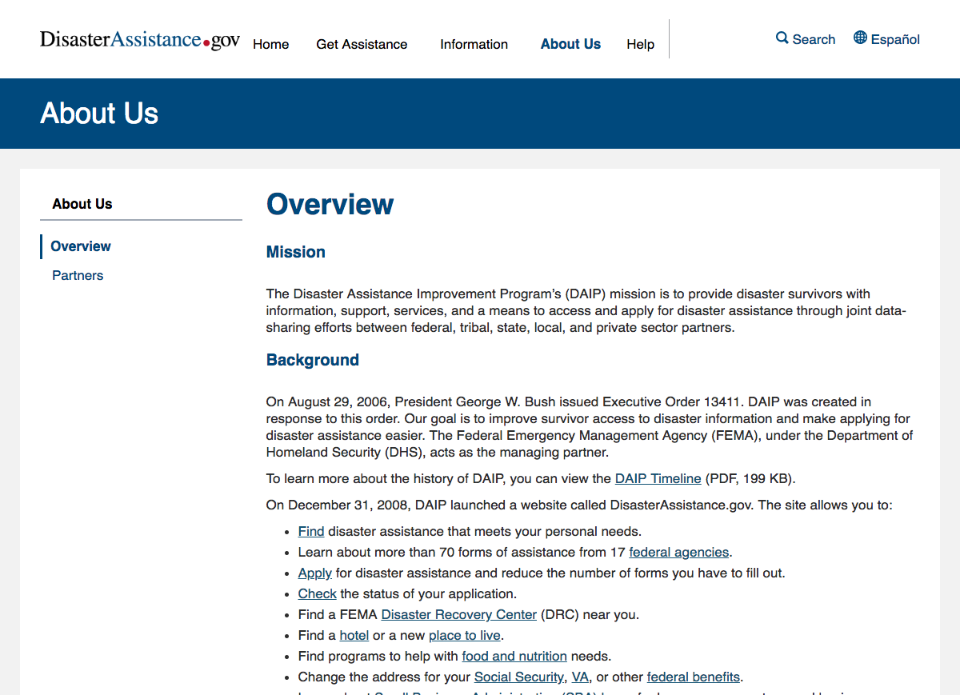 DisasterAssistance.gov Home Get Assistance Information About Us Help Search Español
About Us
About Us
Overview
Partners
Overview
Mission
The Disaster Assistance Improvement Program's (DAIP) mission is to provide disaster survivors with
information, support, services, and a means to access and apply for disaster assistance through joint data-
sharing efforts between federal, tribal, state, local, and private sector partners.
Background
On August 29, 2006, President George W. Bush issued Executive Order 13411. DAIP was created in
response to this order. Our goal is to improve survivor access to disaster information and make applying for
disaster assistance easier. The Federal Emergency Management Agency (FEMA), under the Department of
Homeland Security (DHS), acts as the managing partner.
To learn more about the history of DAIP, you can view the DAIP Timeline (PDF, 199 KB).
On December 31, 2008, DAIP launched a website called DisasterAssistance.gov. The site allows you to:
• Find disaster assistance that meets your personal needs.
• Learn about more than 70 forms of assistance from 17 federal agencies.
• Apply for disaster assistance and reduce the number of forms you have to fill out.
• Check the status of your application.
• Find a FEMA Disaster Recovery Center (DRC) near you.
• Find a hotel or a new place to live.
• Find programs to help with food and nutrition needs.
• Change the address for your Social Security, VA, or other federal benefits.